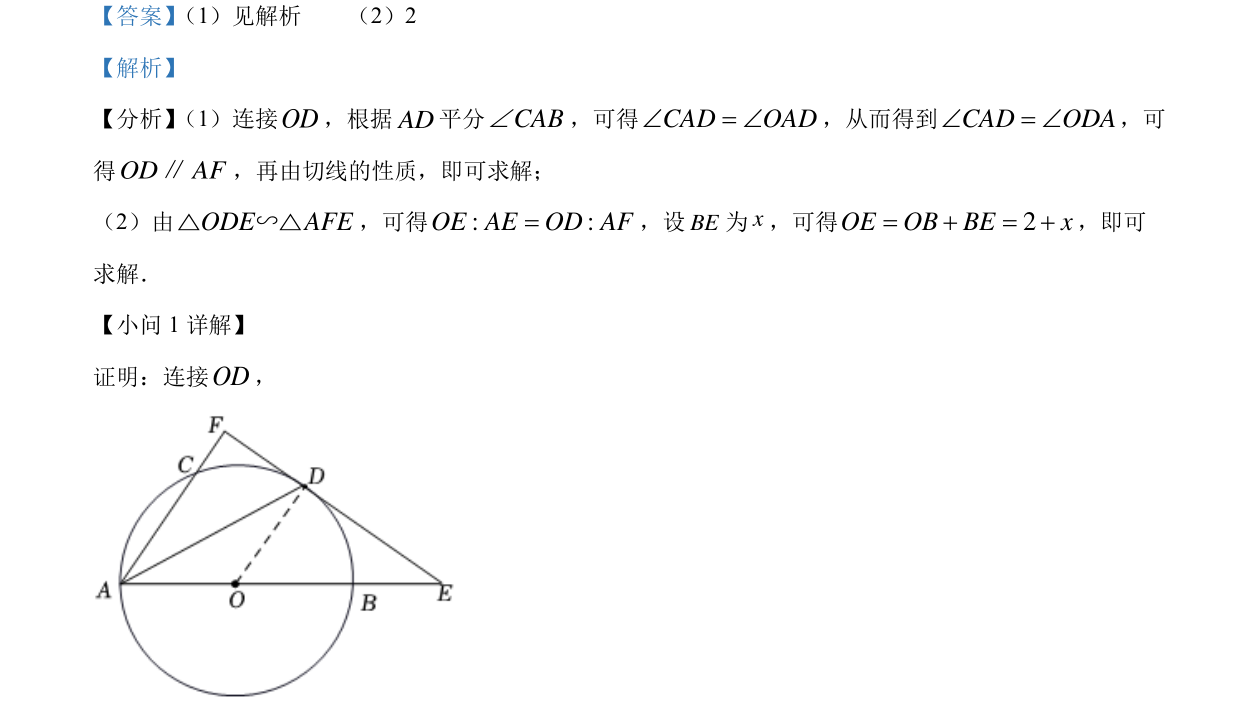 【答案】（1）见解析  （2）2
【解析】
【分析】（1）连接OD，根据AD平分∠CAB，可得∠CAD=∠OAD，从而得到∠CAD=∠ODA，可
得OD∥AF，再由切线的性质，即可求解；
（2）由△ODE∽△AFE，可得OE:AE=OD:AF，设BE为x，可得OE=OB+BE=2+x，即可
求解．
【小问1详解】
证明：连接OD，
F
C
D
A
O
B
E